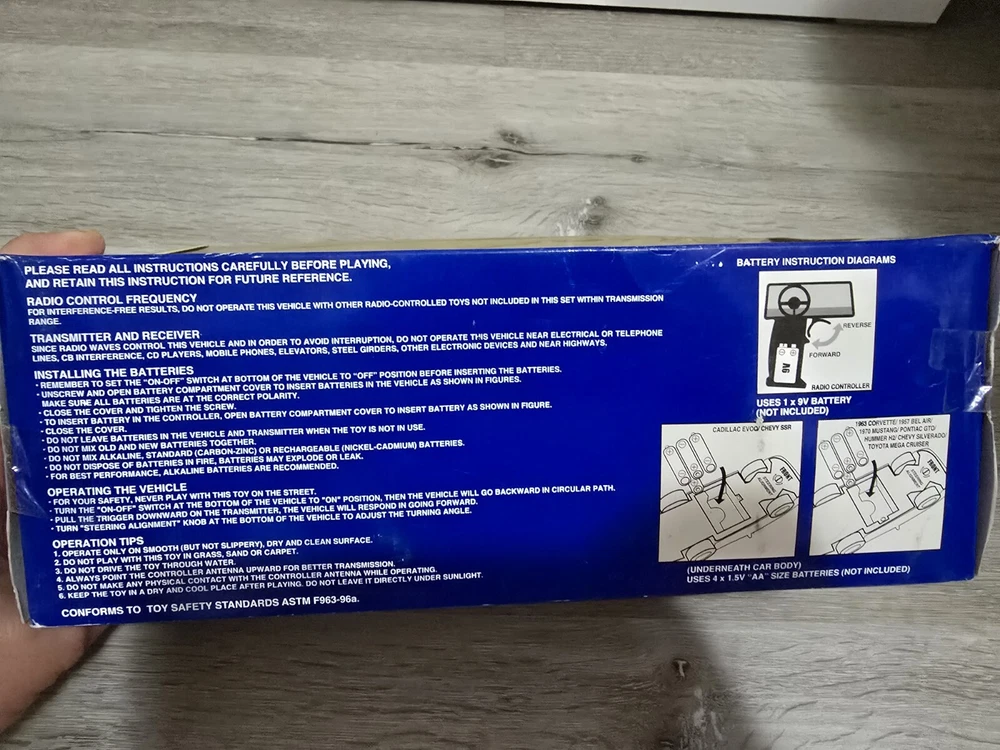 PLEASE READ ALL INSTRUCTIONS CAREFULLY BEFORE PLAYING,
AND RETAIN THIS INSTRUCTION FOR FUTURE REFERENCE.
RADIO CONTROL FREQUENCY
FOR INTERFERENCE-FREE RESULTS, DO NOT OPERATE THIS VEHICLE WITH OTHER RADIO-CONTROLLED TOYS NOT INCLUDED IN THIS SET WITHIN TRANSMISSION
RANGE.
TRANSMITTER AND RECEIVER
SINCE RADIO WAVES CONTROL THIS VEHICLE AND IN ORDER TO AVOID INTERRUPTION, DO NOT OPERATE THIS VEHICLE NEAR ELECTRICAL OR TELEPHONE
LINES, CB INTERFERENCE, CD PLAYERS, MOBILE PHONES, ELEVATORS, STEEL GIRDERS, OTHER ELECTRONIC DEVICES AND NEAR HIGHWAYS.
INSTALLING THE BATTERIES
· REMEMBER TO SET THE "ON-OFF" SWITCH AT BOTTOM OF THE VEHICLE TO "OFF" POSITION BEFORE INSERTING THE BATTERIES.
· UNSCREW AND OPEN BATTERY COMPARTMENT COVER TO INSERT BATTERIES IN THE VEHICLE AS SHOWN IN FIGURES.
MAKE SURE ALL BATTERIES ARE AT THE CORRECT POLARITY.
· CLOSE THE COVER AND TIGHTEN THE SCREW.
· TO INSERT BATTERY IN THE CONTROLLER, OPEN BATTERY COMPARTMENT COVER TO INSERT BATTERY AS SHOWN IN FIGURE.
· CLOSE THE COVER.
· DO NOT LEAVE BATTERIES IN THE VEHICLE AND TRANSMITTER WHEN THE TOY IS NOT IN USE.
· DO NOT MIX OLD AND NEW BATTERIES TOGETHER.
· DO NOT MIX ALKALINE, STANDARD (CARBON-ZINC) OR RECHARGEABLE (NICKEL-CADMIUM) BATTERIES.
· DO NOT DISPOSE OF BATTERIES IN FIRE, BATTERIES MAY EXPLODE OR LEAK.
· FOR BEST PERFORMANCE, ALKALINE BATTERIES ARE RECOMMENDED.
OPERATING THE VEHICLE
· FOR YOUR SAFETY, NEVER PLAY WITH THIS TOY ON THE STREET.
· TURN THE "ON-OFF" SWITCH AT THE BOTTOM OF THE VEHICLE TO "ON" POSITION, THEN THE VEHICLE WILL GO BACKWARD IN CIRCULAR PATH.
· PULL THE TRIGGER DOWNWARD ON THE TRANSMITTER, THE VEHICLE WILL RESPOND IN GOING FORWARD.
· TURN "STEERING ALIGNMENT" KNOB AT THE BOTTOM OF THE VEHICLE TO ADJUST THE TURNING ANGLE.
OPERATION TIPS
1. OPERATE ONLY ON SMOOTH (BUT NOT SLIPPERY), DRY AND CLEAN SURFACE.
2. DO NOT PLAY WITH THIS TOY IN GRASS, SAND OR CARPET.
3. DO NOT DRIVE THE TOY THROUGH WATER.
4. ALWAYS POINT THE CONTROLLER ANTENNA UPWARD FOR BETTER TRANSMISSION.
5. DO NOT MAKE ANY PHYSICAL CONTACT WITH THE CONTROLLER ANTENNA WHILE OPERATING.
6. KEEP THE TOY IN A DRY AND COOL PLACE AFTER PLAYING. DO NOT LEAVE IT DIRECTLY UNDER SUNLIGHT.
CONFORMS TO TOY SAFETY STANDARDS ASTM F963-96a.
BATTERY INSTRUCTION DIAGRAMS
REVERSE
FORWARD
9V
RADIO CONTROLLER
USES 1 x 9V BATTERY
(NOT INCLUDED)
CADILLAC EVOQ/ CHEVY SSR
FRONT
1963 CORVETTE/ 1957 BEL AIR/
1970 MUSTANG/ PONTIAC GTO/
HUMMER H2/ CHEVY SILVERADO/
TOYOTA MEGA CRUISER
FRONT
(UNDERNEATH CAR BODY)
USES 4 x 1.5V "AA" SIZE BATTERIES (NOT INCLUDED)